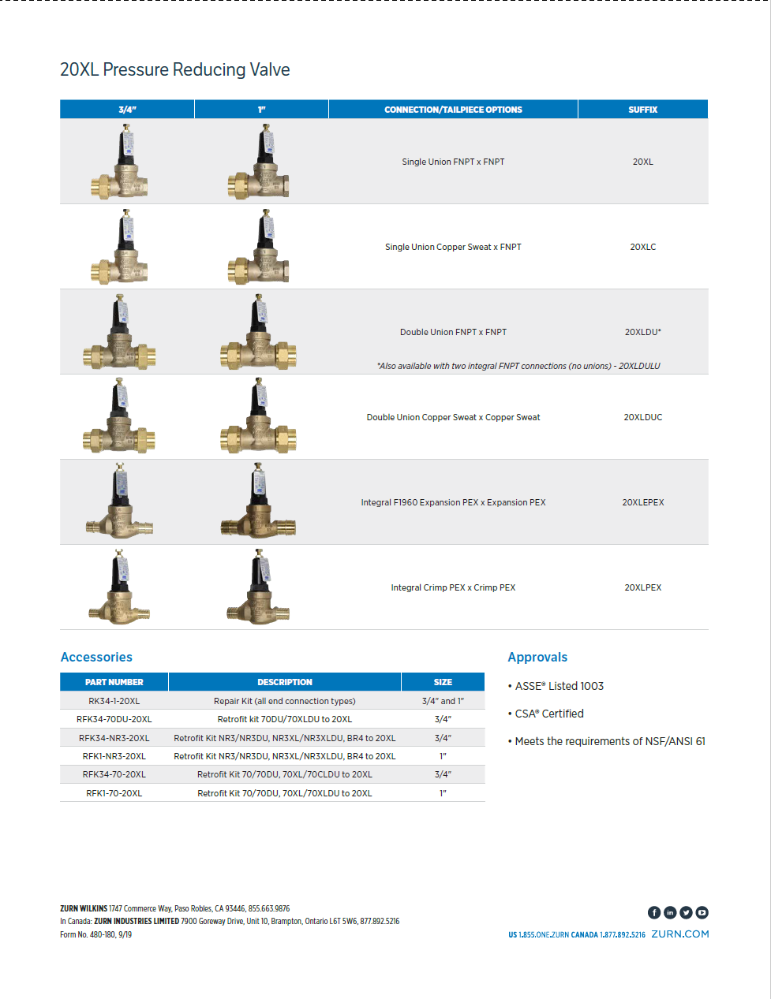 20XL Pressure Reducing Valve
3/4" 1" CONNECTION/TAILPIECE OPTIONS SUFFIX
Single Union FNPT x FNPT 20XL
Single Union Copper Sweat x FNPT 20XLC
Double Union FNPT x FNPT 20XLDU*
*Also available with two integral FNPT connections (no unions) - 20XLDULU
Double Union Copper Sweat x Copper Sweat 20XLDUC
Integral F1960 Expansion PEX x Expansion PEX 20XLEPEX
Integral Crimp PEX x Crimp PEX 20XLPEX
Accessories
PART NUMBER DESCRIPTION SIZE
RK34-1-20XL Repair Kit (all end connection types) 3/4" and 1"
RFK34-70DU-20XL Retrofit kit 70DU/70XLDU to 20XL 3/4"
RFK34-NR3-20XL Retrofit Kit NR3/NR3DU, NR3XL/NR3XLDU, BR4 to 20XL 3/4"
RFK1-NR3-20XL Retrofit Kit NR3/NR3DU, NR3XL/NR3XLDU, BR4 to 20XL 1"
RFK34-70-20XL Retrofit Kit 70/70DU, 70XL/70CLDU to 20XL 3/4"
RFK1-70-20XL Retrofit Kit 70/70DU, 70XL/70XLDU to 20XL 1"
Approvals
• ASSE® Listed 1003
• CSA® Certified
• Meets the requirements of NSF/ANSI 61
ZURN WILKINS 1747 Commerce Way, Paso Robles, CA 93446, 855.663.9876
In Canada: ZURN INDUSTRIES LIMITED 7900 Goreway Drive, Unit 10, Brampton, Ontario L6T 5W6, 877.892.5216
Form No. 480-180, 9/19
US 1.855.ONE.ZURN CANADA 1.877.892.5216 ZURN.COM